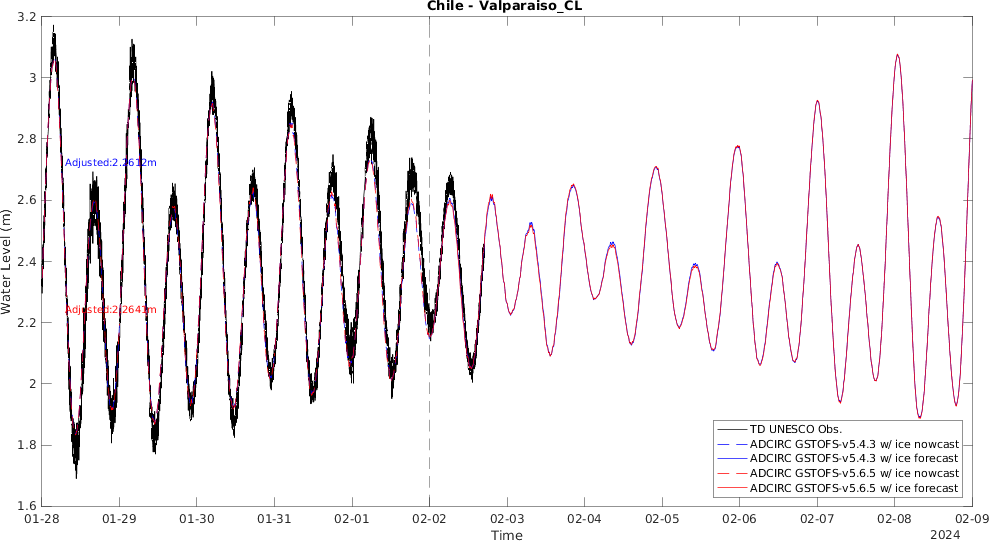 Chile - Valparaiso_CL
3.2
3
2.8
2.6
2.4
2.2
2
1.8
1.6
Water Level (m)
Adjusted:2.2612m
Adjusted:2.2641m
TD UNESCO Obs.
ADCIRC GSTOFS-v5.4.3 w/ ice nowcast
ADCIRC GSTOFS-v5.4.3 w/ ice forecast
ADCIRC GSTOFS-v5.6.5 w/ ice nowcast
ADCIRC GSTOFS-v5.6.5 w/ ice forecast
01-28 01-29 01-30 01-31 02-01 02-02 02-03 02-04 02-05 02-06 02-07 02-08 02-09
Time
2024